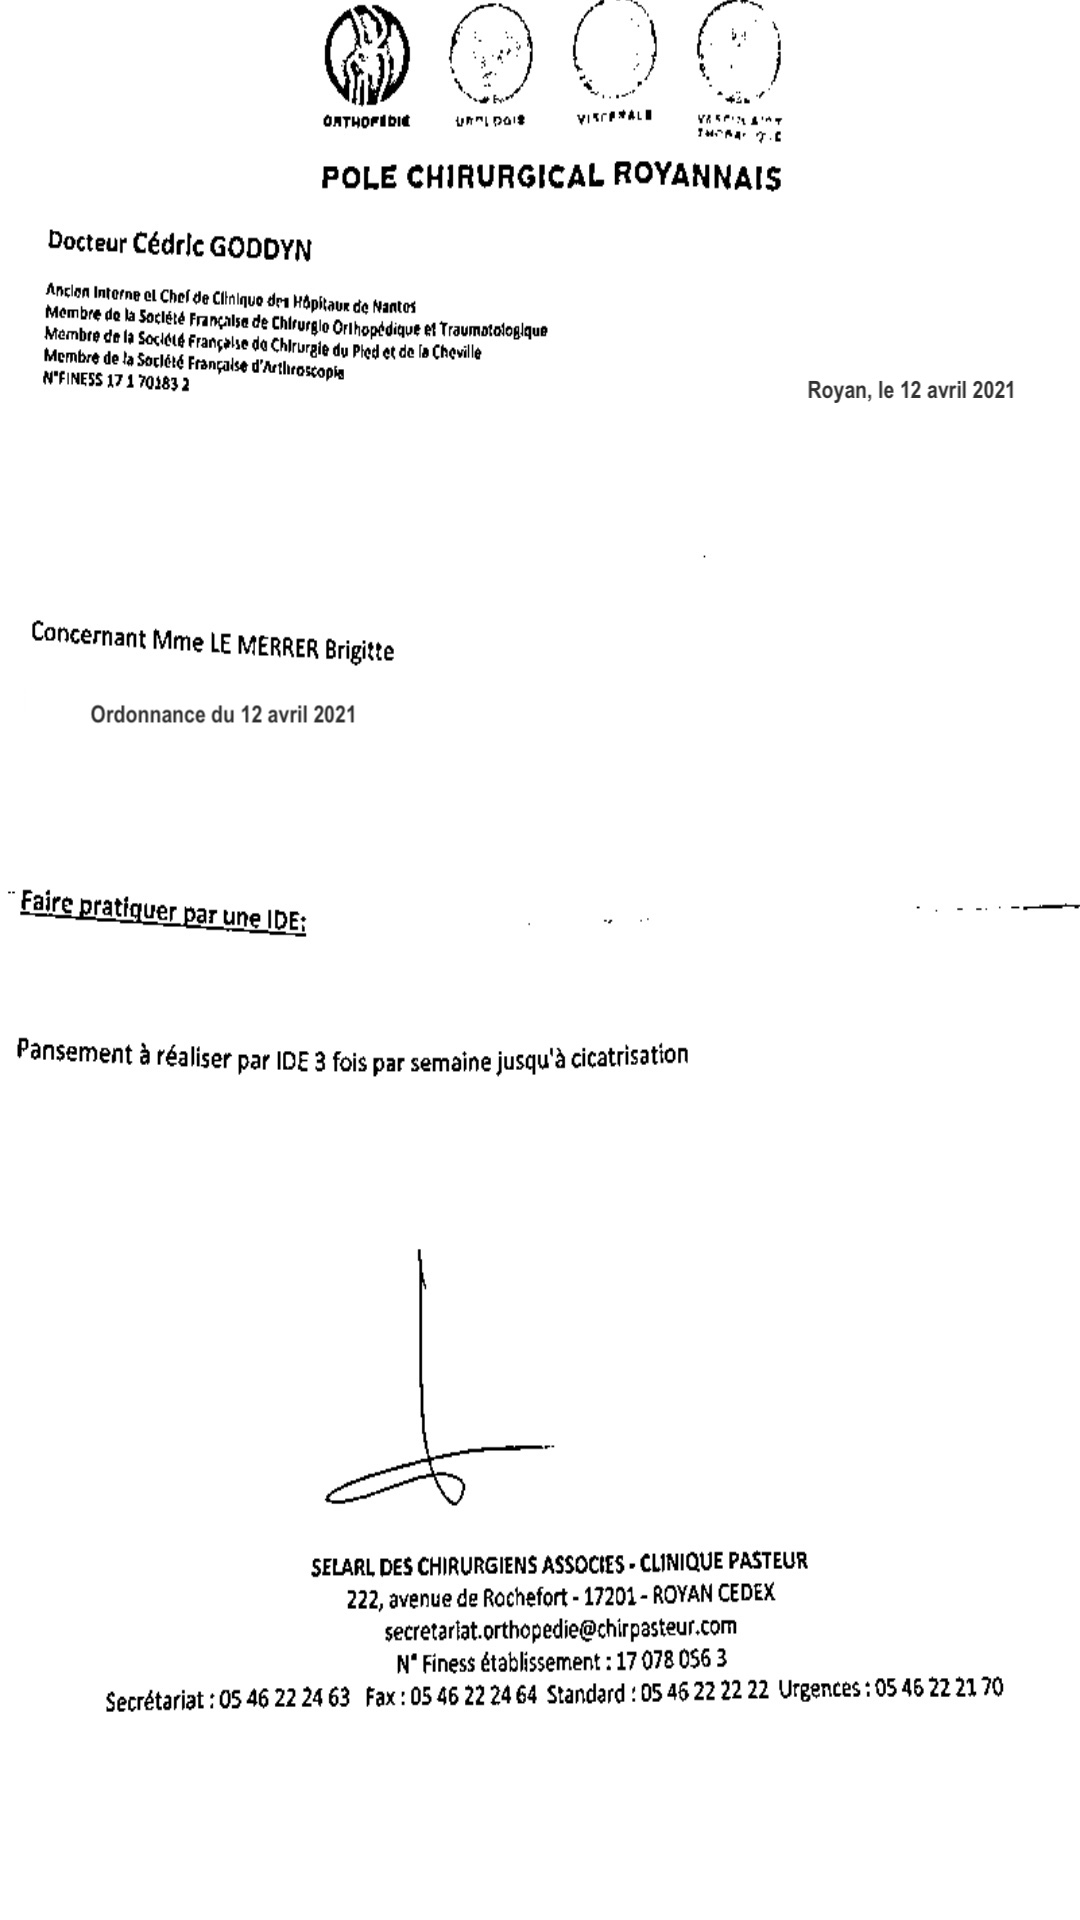 ORTHOPÉDIE UROLOGIE VISCERALE VASCULAIRE
POLE CHIRURGICAL ROYANNAIS
Docteur Cédric GODDYN
Ancien Interne et Chef de Clinique des Hôpitaux de Nantes
Membre de la Société Française de Chirurgie Orthopédique et Traumatologique
Membre de la Société Française de Chirurgie du Pied et de la Cheville
Membre de la Société Française d'Arthroscopie
N°FINESS 17 1 70183 2
Royan, le 12 avril 2021
Concernant Mme LE MERRER Brigitte
Ordonnance du 12 avril 2021
Faire pratiquer par une IDE:
Pansement à réaliser par IDE 3 fois par semaine jusqu'à cicatrisation
SELARL DES CHIRURGIENS ASSOCIES - CLINIQUE PASTEUR
222, avenue de Rochefort - 17201 - ROYAN CEDEX
secretariat.orthopedie@chirpasteur.com
N° Finess établissement : 17 078 056 3
Secrétariat : 05 46 22 24 63 Fax : 05 46 22 24 64 Standard : 05 46 22 22 22 Urgences : 05 46 22 21 70